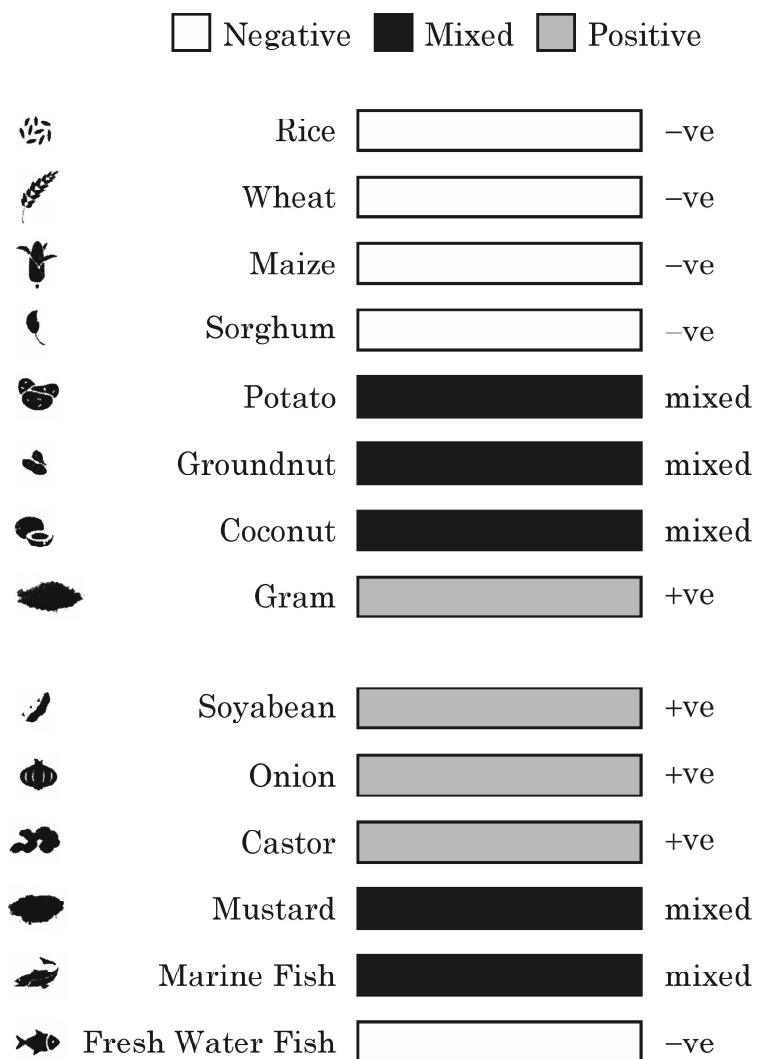 Negative Mixed Positive
Rice –ve
Wheat –ve
Maize –ve
Sorghum –ve
Potato mixed
Groundnut mixed
Coconut mixed
Gram +ve
Soyabean +ve
Onion +ve
Castor +ve
Mustard mixed
Marine Fish mixed
Fresh Water Fish –ve